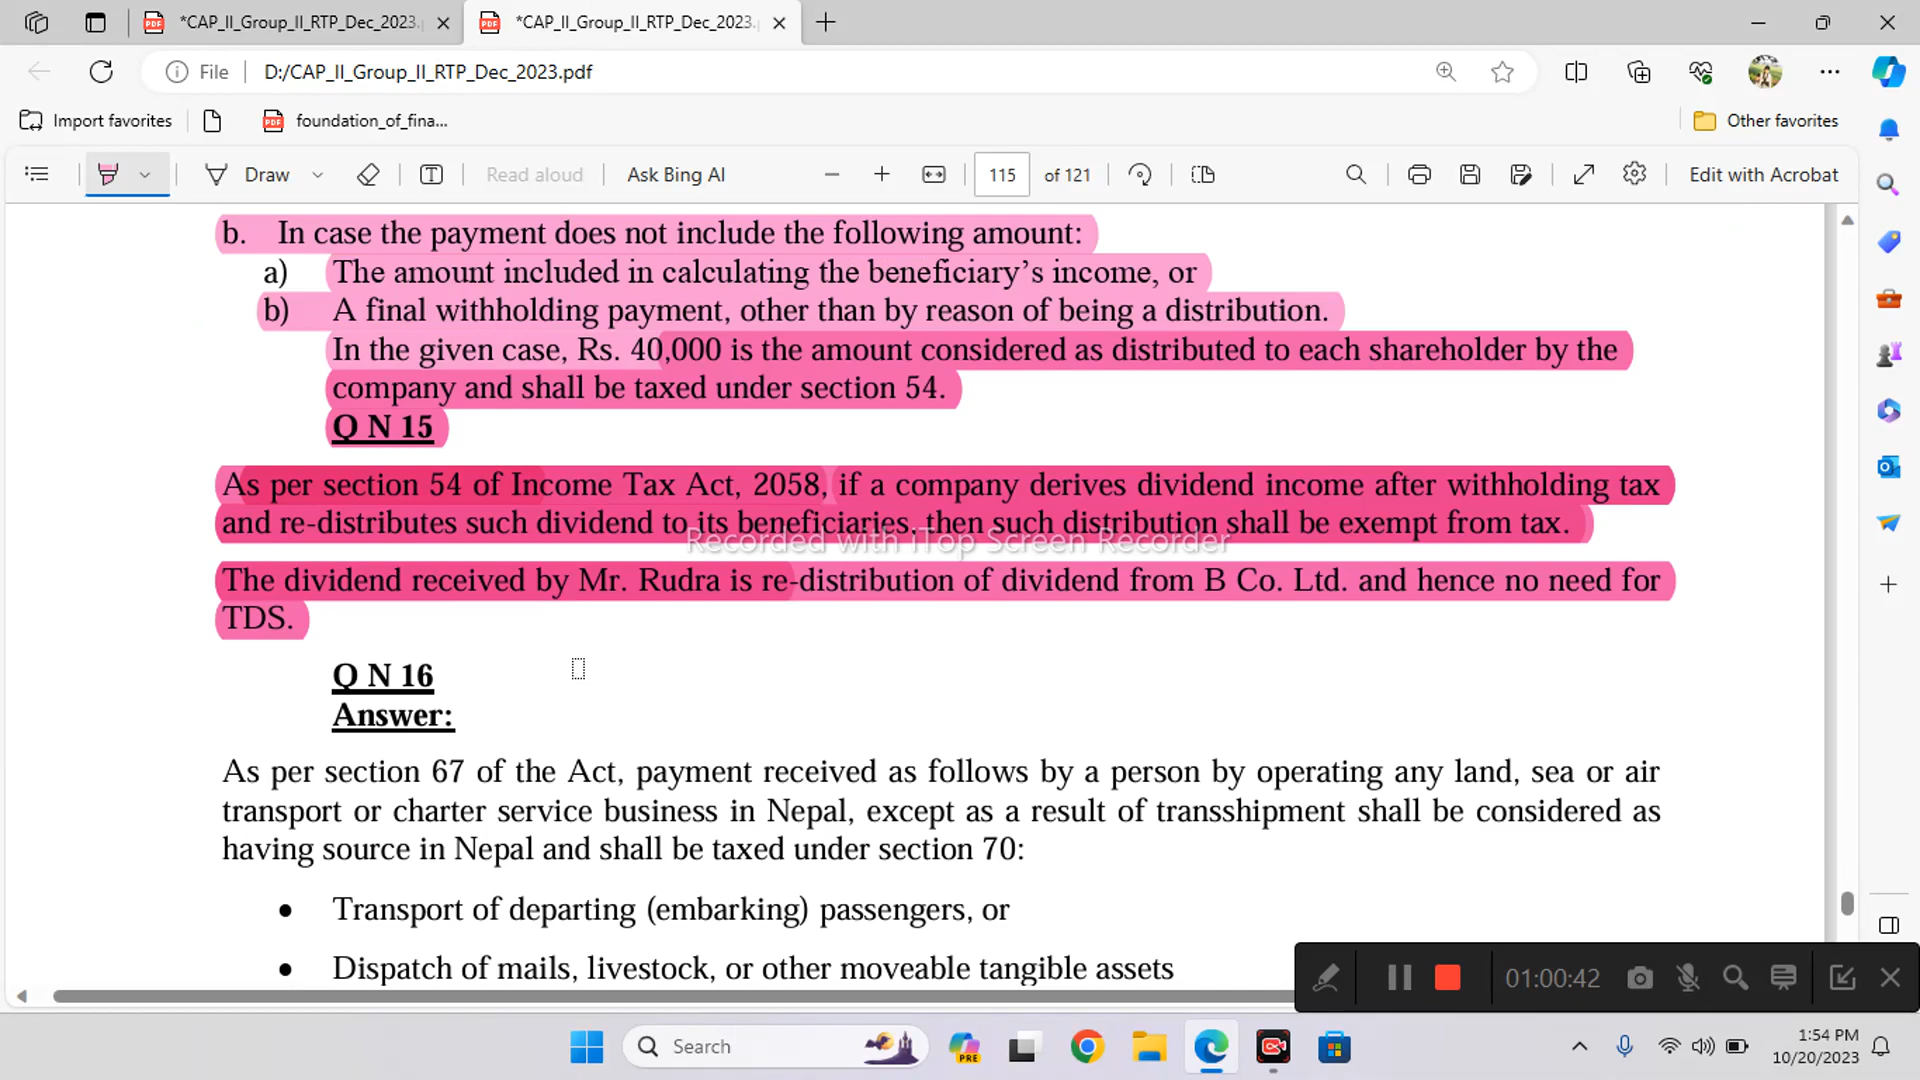 *CAP_II_Group_II_RTP_Dec_2023.
*CAP_II_Group_II_RTP_Dec_2023.
File
D:/CAP_II_Group_II_RTP_Dec_2023.pdf
Import favorites
foundation_of_fina...
Other favorites
Draw
Read aloud
Ask Bing AI
115 of 121
Edit with Acrobat
b. In case the payment does not include the following amount:
a) The amount included in calculating the beneficiary’s income, or
b) A final withholding payment, other than by reason of being a distribution.
In the given case, Rs. 40,000 is the amount considered as distributed to each shareholder by the
company and shall be taxed under section 54.
Q N 15
As per section 54 of Income Tax Act, 2058, if a company derives dividend income after withholding tax
and re-distributes such dividend to its beneficiaries, then such distribution shall be exempt from tax.
Recorded with iTop Screen Recorder
The dividend received by Mr. Rudra is re-distribution of dividend from B Co. Ltd. and hence no need for
TDS.
Q N 16
Answer:
As per section 67 of the Act, payment received as follows by a person by operating any land, sea or air
transport or charter service business in Nepal, except as a result of transshipment shall be considered as
having source in Nepal and shall be taxed under section 70:
• Transport of departing (embarking) passengers, or
• Dispatch of mails, livestock, or other moveable tangible assets
01:00:42
Search
PRE
1:54 PM
10/20/2023